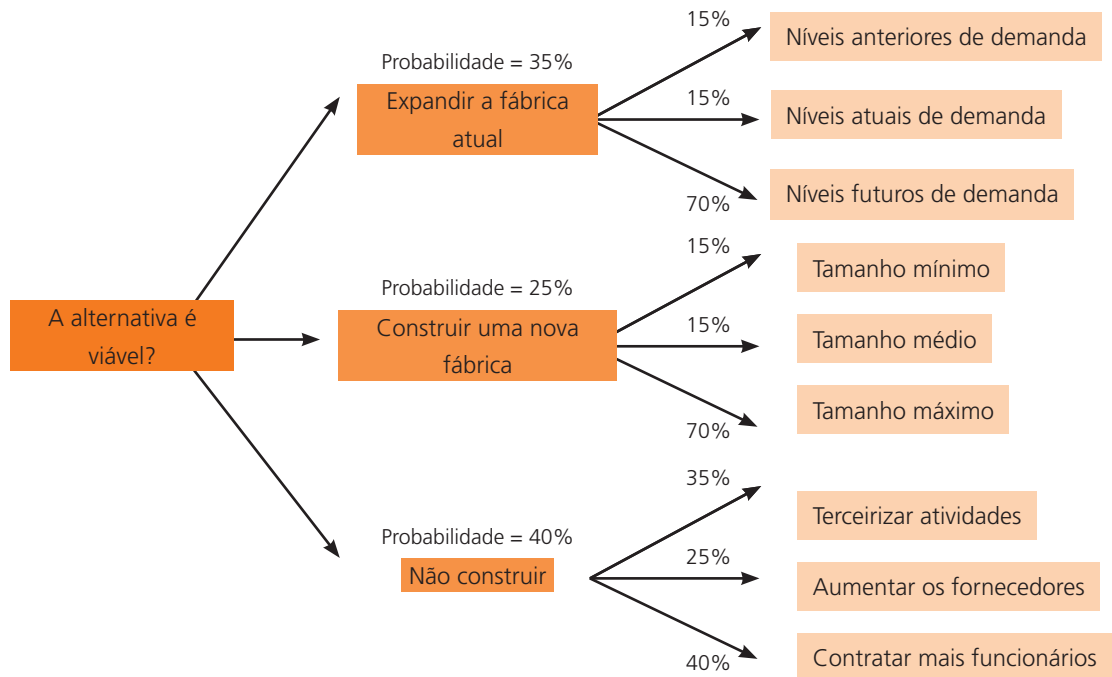 15%
Níveis anteriores de demanda
Probabilidade = 35%
Expandir a fábrica
atual
15%
Níveis atuais de demanda
70%
Níveis futuros de demanda
A alternativa é
viável?
15%
Tamanho mínimo
Probabilidade = 25%
Construir uma nova
fábrica
15%
Tamanho médio
70%
Tamanho máximo
35%
Terceirizar atividades
Probabilidade = 40%
Não construir
25%
Aumentar os fornecedores
40%
Contratar mais funcionários